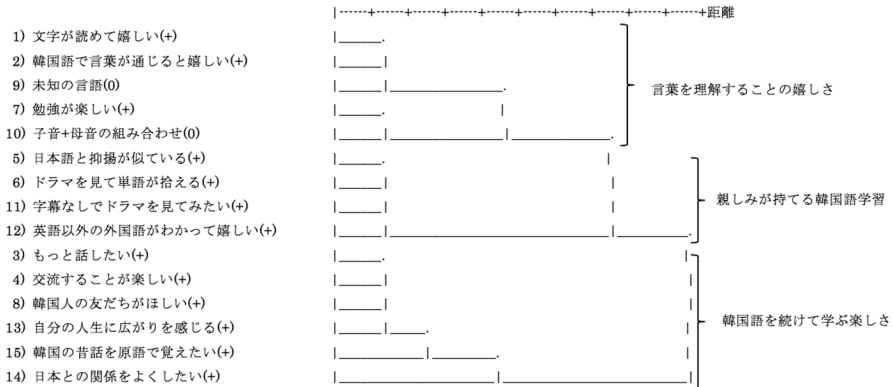 |-----+-----+-----+-----+-----+-----+-----+-----+-----+-----+距離
1) 文字が読めて嬉しい(+)
2) 韓国語で言葉が通じると嬉しい(+)
9) 未知の言語(0)
7) 勉強が楽しい(+)
10) 子音+母音の組み合わせ(0)
言葉を理解することの嬉しさ
5) 日本語と抑揚が似ている(+)
6) ドラマを見て単語が拾える(+)
11) 字幕なしでドラマを見てみたい(+)
12) 英語以外の外国語がわかって嬉しい(+)
親しみが持てる韓国語学習
3) もっと話したい(+)
4) 交流することが楽しい(+)
8) 韓国人の友だちがほしい(+)
13) 自分の人生に広がりを感じる(+)
15) 韓国の昔話を原語で覚えたい(+)
14) 日本との関係をよくしたい(+)
韓国語を続けて学ぶ楽しさ